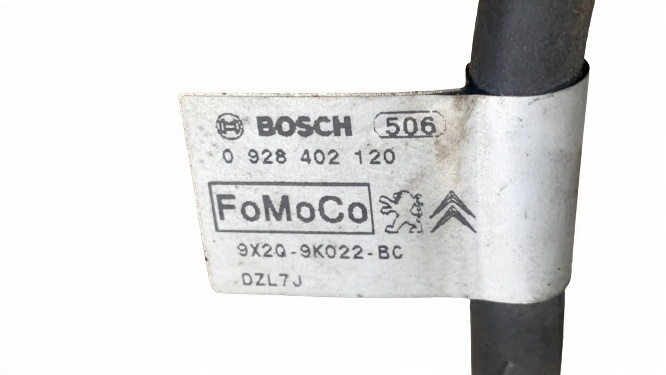 BOSCH 506
0 928 402 120
FoMoCo
9X2Q-9K022-BC
DZL7J